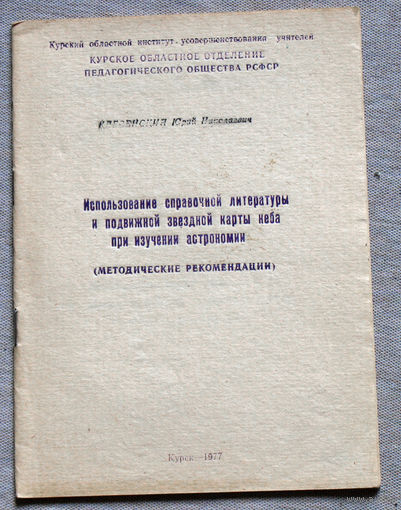 Курский областной институт усовершенствования учителей
КУРСКОЕ ОБЛАСТНОЕ ОТДЕЛЕНИЕ
ПЕДАГОГИЧЕСКОГО ОБЩЕСТВА РСФСР
Юрий Николаевич
Использование справочной литературы
и подвижной звездной карты неба
при изучении астрономии
(МЕТОДИЧЕСКИЕ РЕКОМЕНДАЦИИ)
Курск—1977